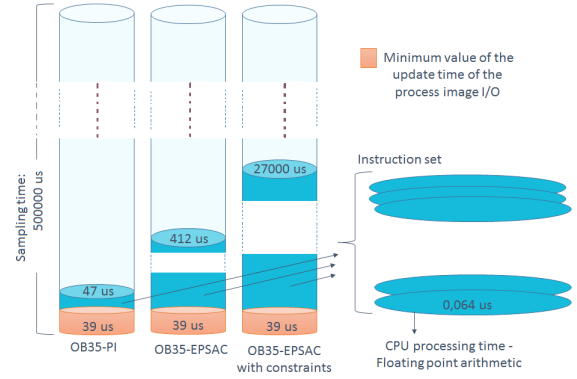 Minimum value of the
update time of the
process image I/O
Sampling time:
500000 us
Instruction set
27000 us
412 us
47 us
39 us
39 us
39 us
0,064 us
OB35-PI
OB35-EPSAC
OB35-EPSAC
with constraints
CPU processing time -
Floating point arithmetic